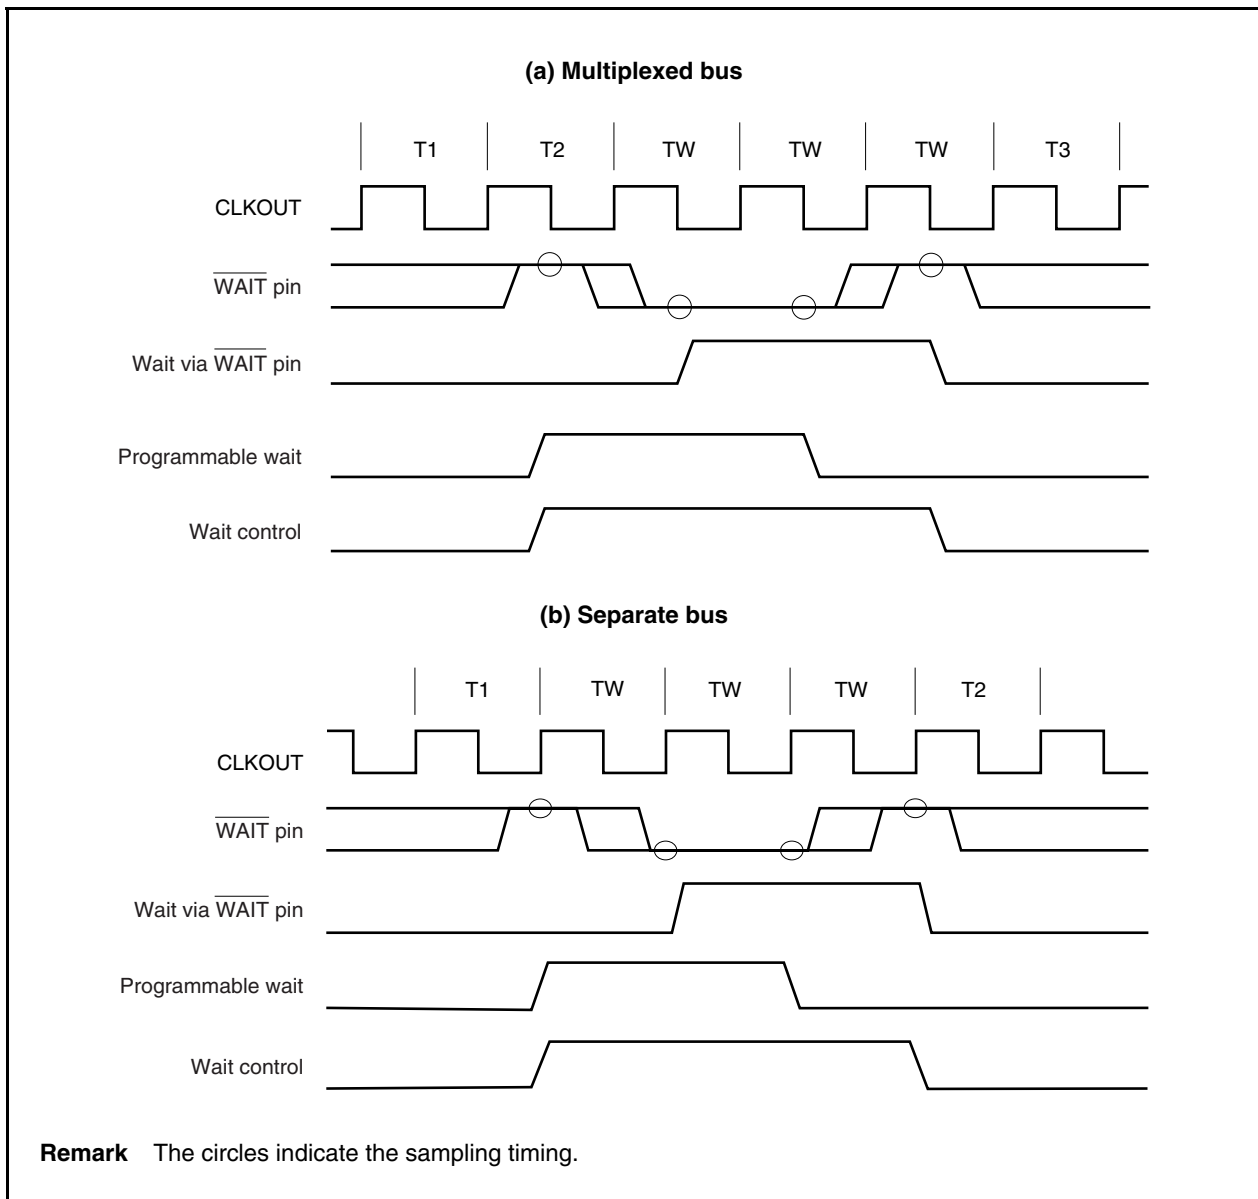 (a) Multiplexed bus
T1 T2 TW TW TW T3
CLKOUT
WAIT pin
Wait via WAIT pin
Programmable wait
Wait control
(b) Separate bus
T1 TW TW TW T2
CLKOUT
WAIT pin
Wait via WAIT pin
Programmable wait
Wait control
Remark The circles indicate the sampling timing.